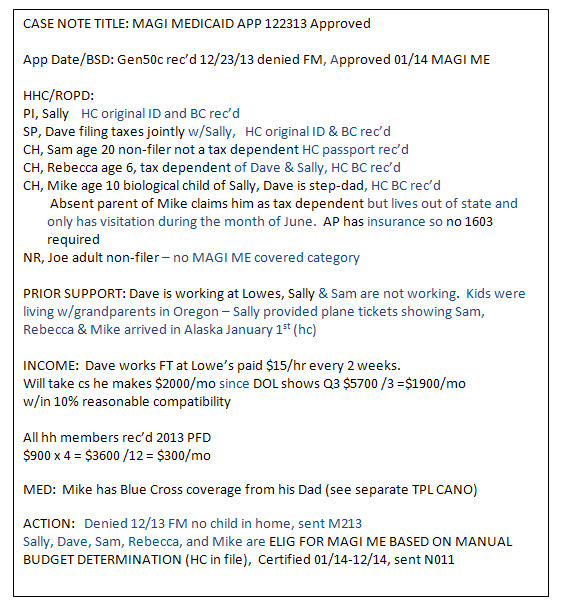 CASE NOTE TITLE: MAGI MEDICAID APP 122313 Approved
App Date/BSD: Gen50c rec'd 12/23/13 denied FM, Approved 01/14 MAGI ME
HHC/ROPD:
PI, Sally HC original ID and BC rec'd
SP, Dave filing taxes jointly w/Sally, HC original ID & BC rec'd
CH, Sam age 20 non-filer not a tax dependent HC passport rec'd
CH, Rebecca age 6, tax dependent of Dave & Sally, HC BC rec'd
CH, Mike age 10 biological child of Sally, Dave is step-dad, HC BC rec'd
Absent parent of Mike claims him as tax dependent but lives out of state and
only has visitation during the month of June. AP has insurance so no 1603
required
NR, Joe adult non-filer – no MAGI ME covered category
PRIOR SUPPORT: Dave is working at Lowes, Sally & Sam are not working. Kids were
living w/grandparents in Oregon – Sally provided plane tickets showing Sam,
Rebecca & Mike arrived in Alaska January 1st (hc)
INCOME: Dave works FT at Lowe's paid $15/hr every 2 weeks.
Will take cs he makes $2000/mo since DOL shows Q3 $5700 /3 =$1900/mo
w/in 10% reasonable compatibility
All hh members rec'd 2013 PFD
$900 x 4 = $3600 /12 = $300/mo
MED: Mike has Blue Cross coverage from his Dad (see separate TPL CANO)
ACTION: Denied 12/13 FM no child in home, sent M213
Sally, Dave, Sam, Rebecca, and Mike are ELIG FOR MAGI ME BASED ON MANUAL
BUDGET DETERMINATION (HC in file), Certified 01/14-12/14, sent N011